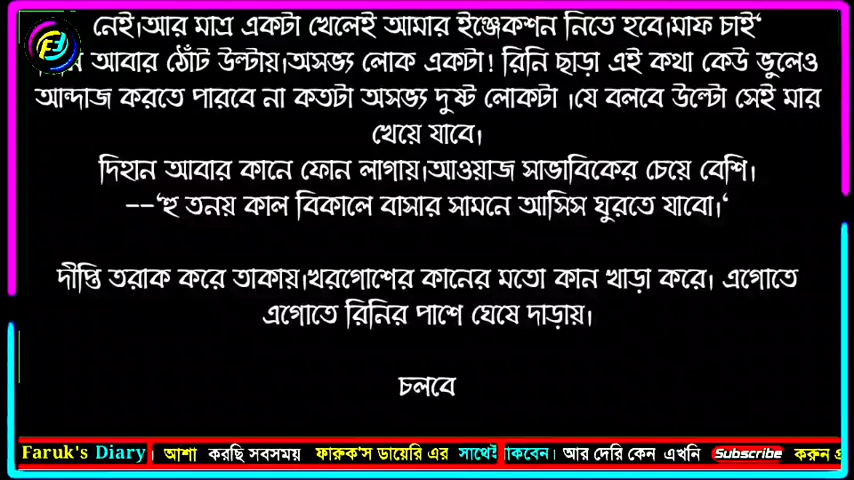 নেই।আর মাত্র একটা খেলেই আমার ইঞ্জেকশন নিতে হবে।মাফ চাই‘
আবার ঠোঁট উল্টায়।অসভ্য লোক একটা! রিনি ছাড়া এই কথা কেউ ভুলেও
আন্দাজ করতে পারবে না কতটা অসভ্য দুষ্ট লোকটা ।যে বলবে উল্টো সেই মার
খেয়ে যাবে।
দিহান আবার কানে ফোন লাগায়।আওয়াজ সাভাবিকের চেয়ে বেশি।
--‘হু তনয় কাল বিকালে বাসার সামনে আসিস ঘুরতে যাবো।‘
দীপ্তি তরাক করে তাকায়।খরগোশের কানের মতো কান খাড়া করে। এগোতে
এগোতে রিনির পাশে ঘেষে দাড়ায়।
চলবে
Faruk's Diary আশা করছি সবসময় ফারুক'স ডায়েরি এর সাথেই থাকবেন। আর দেরি কেন এখনি Subscribe করুন